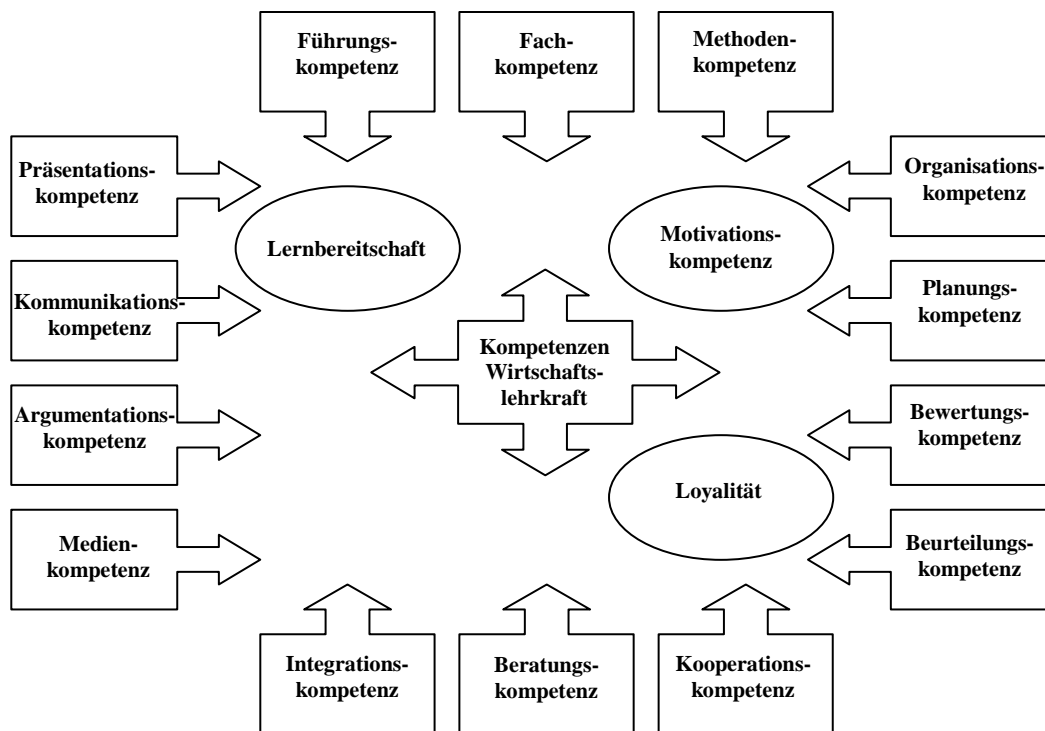 Führungs-
kompetenz
Fach-
kompetenz
Methoden-
kompetenz
Präsentations-
kompetenz
Organisations-
kompetenz
Lernbereitschaft
Motivations-
kompetenz
Kommunikations-
kompetenz
Planungs-
kompetenz
Kompetenzen
Wirtschafts-
lehrkraft
Argumentations-
kompetenz
Bewertungs-
kompetenz
Loyalität
Medien-
kompetenz
Beurteilungs-
kompetenz
Integrations-
kompetenz
Beratungs-
kompetenz
Kooperations-
kompetenz